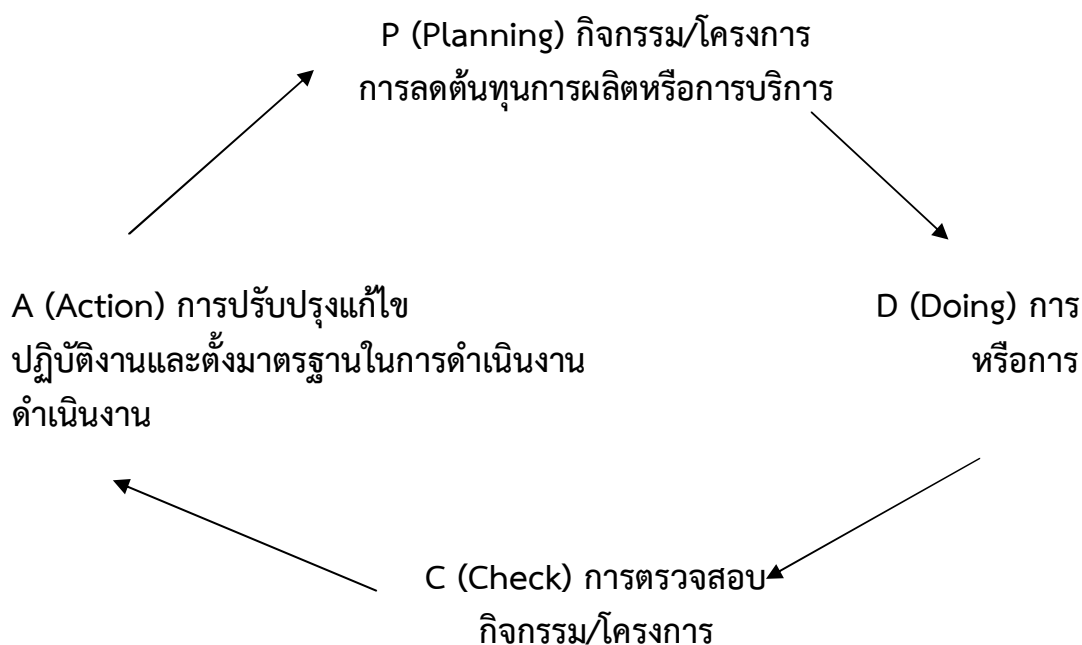 P (Planning) กิจกรรม/โครงการ
การลดต้นทุนการผลิตหรือการบริการ
A (Action) การปรับปรุงแก้ไข
ปฏิบัติงานและตั้งมาตรฐานในการดำเนินงาน
ดำเนินงาน
D (Doing) การ
หรือการ
C (Check) การตรวจสอบ
กิจกรรม/โครงการ